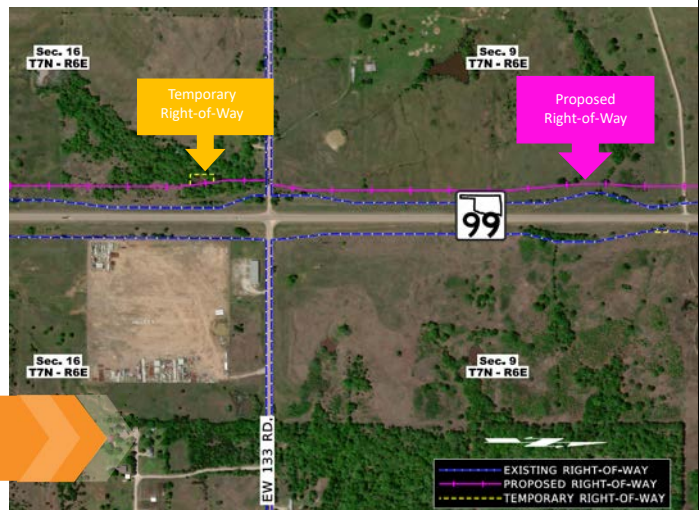 Sec. 16
T7N - R6E
Sec. 9
T7N - R6E
Temporary
Right-of-Way
Proposed
Right-of-Way
99
Sec. 16
T7N - R6E
Sec. 9
T7N - R6E
EW 133 RD.
EXISTING RIGHT-OF-WAY
PROPOSED RIGHT-OF-WAY
TEMPORARY RIGHT-OF-WAY